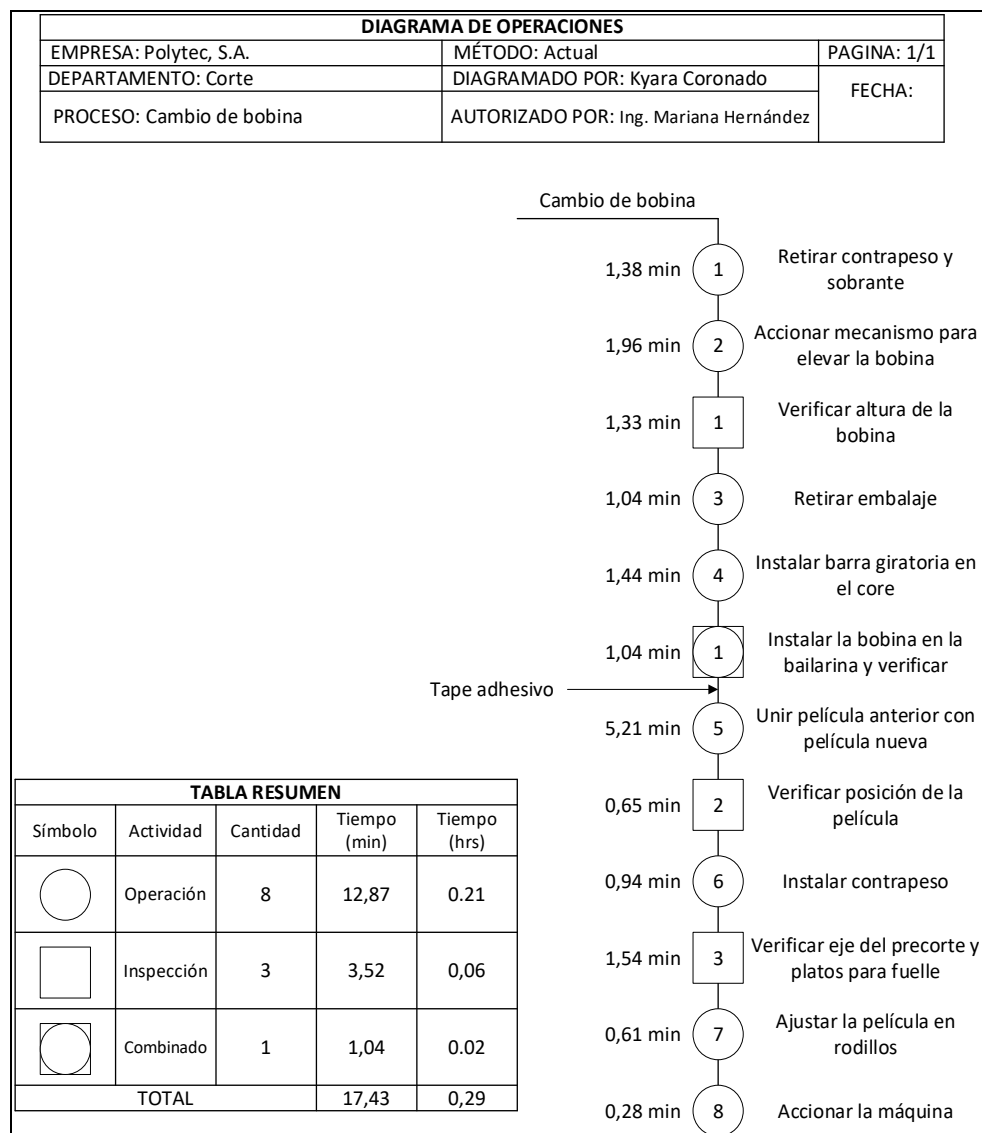 DIAGRAMA DE OPERACIONES
EMPRESA: Polytec, S.A.
MÉTODO: Actual
PAGINA: 1/1
DEPARTAMENTO: Corte
DIAGRAMADO POR: Kyara Coronado
FECHA:
PROCESO: Cambio de bobina
AUTORIZADO POR: Ing. Mariana Hernández
Cambio de bobina
1,38 min
1
Retirar contrapeso y
sobrante
1,96 min
2
Accionar mecanismo para
elevar la bobina
1,33 min
1
Verificar altura de la
bobina
1,04 min
3
Retirar embalaje
1,44 min
4
Instalar barra giratoria en
el core
1,04 min
1
Instalar la bobina en la
bailarina y verificar
Tape adhesivo
5,21 min
5
Unir película anterior con
película nueva
0,65 min
2
Verificar posición de la
película
0,94 min
6
Instalar contrapeso
1,54 min
3
Verificar eje del precorte y
platos para fuelle
0,61 min
7
Ajustar la película en
rodillos
0,28 min
8
Accionar la máquina
TABLA RESUMEN
Símbolo
Actividad
Cantidad
Tiempo
(min)
Tiempo
(hrs)
Operación
8
12,87
0.21
Inspección
3
3,52
0,06
Combinado
1
1,04
0.02
TOTAL
17,43
0,29